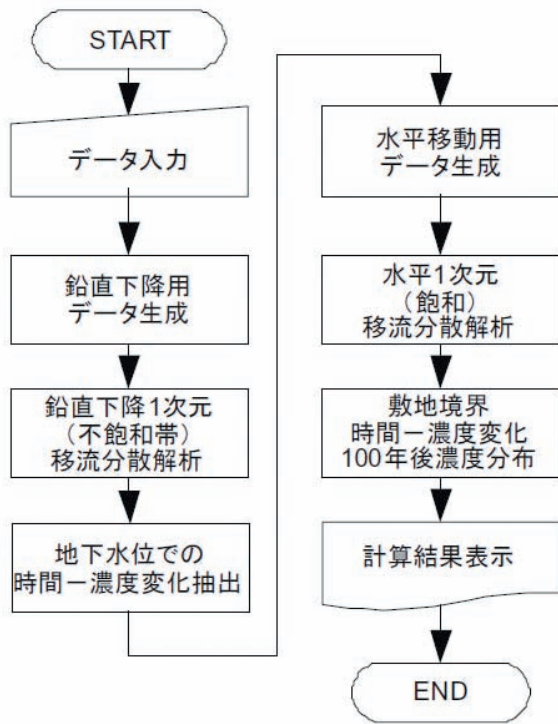 START
データ入力
鉛直下降用
データ生成
鉛直下降1次元
（不飽和帯）
移流分散解析
地下水位での
時間－濃度変化抽出
水平移動用
データ生成
水平1次元
（飽和）
移流分散解析
敷地境界
時間－濃度変化
100年後濃度分布
計算結果表示
END